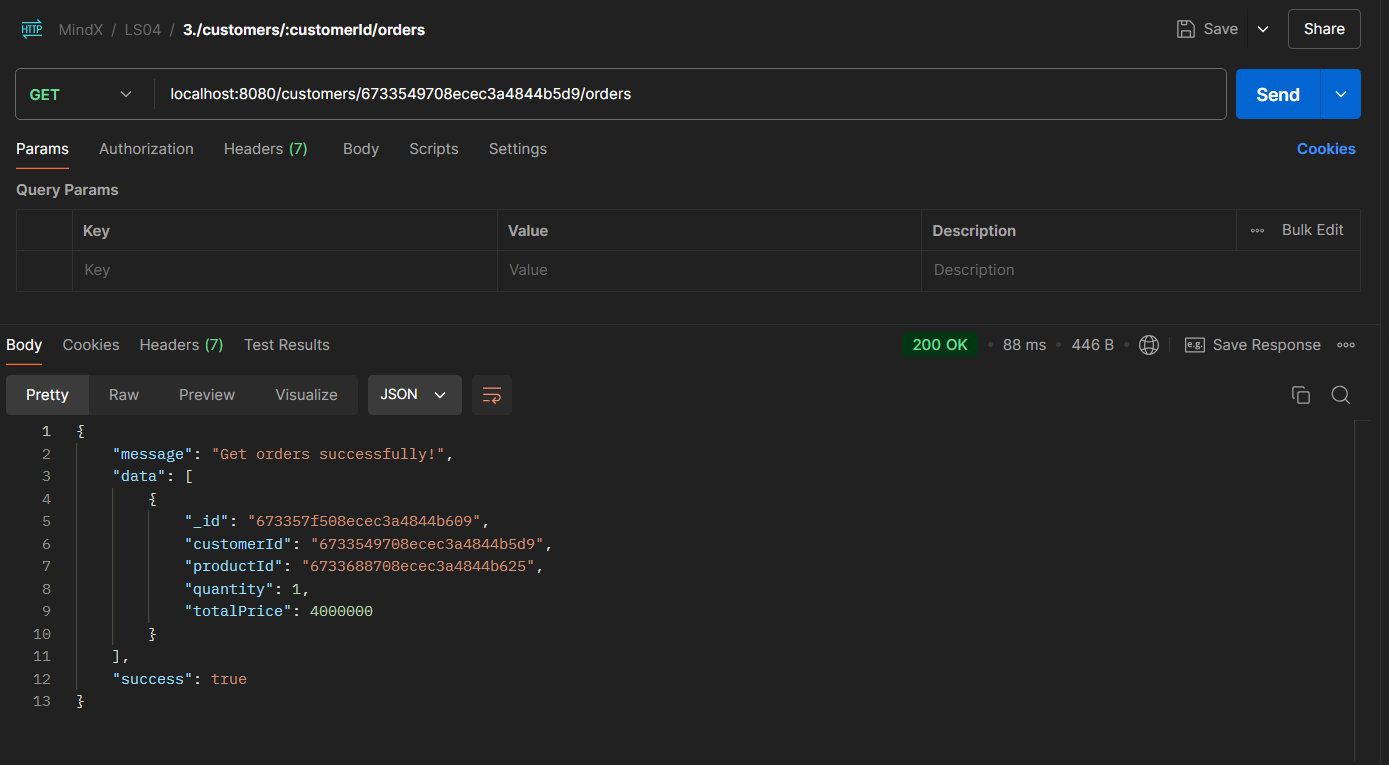 HTTP MindX / LS04 / 3./customers/:customerId/orders Save Share
GET localhost:8080/customers/6733549708ecec3a4844b5d9/orders Send
Params Authorization Headers (7) Body Scripts Settings Cookies
Query Params
Key Value Description Bulk Edit
Key Value Description
Body Cookies Headers (7) Test Results 200 OK • 88 ms • 446 B • e.g. Save Response
Pretty Raw Preview Visualize JSON
1 {
2 "message": "Get orders successfully!",
3 "data": [
4 {
5 "_id": "673357f508ecec3a4844b609",
6 "customerId": "6733549708ecec3a4844b5d9",
7 "productId": "6733688708ecec3a4844b625",
8 "quantity": 1,
9 "totalPrice": 4000000
10 }
11 ],
12 "success": true
13 }